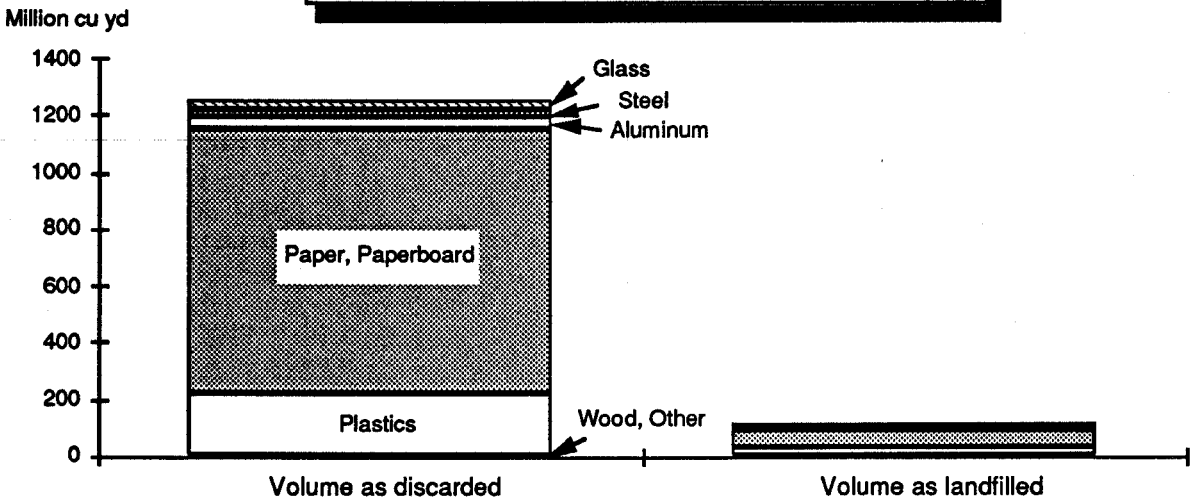 Million cu yd
1400
1200
1000
800
600
400
200
0
Glass
Steel
Aluminum
Paper, Paperboard
Plastics
Wood, Other
Volume as discarded
Volume as landfilled